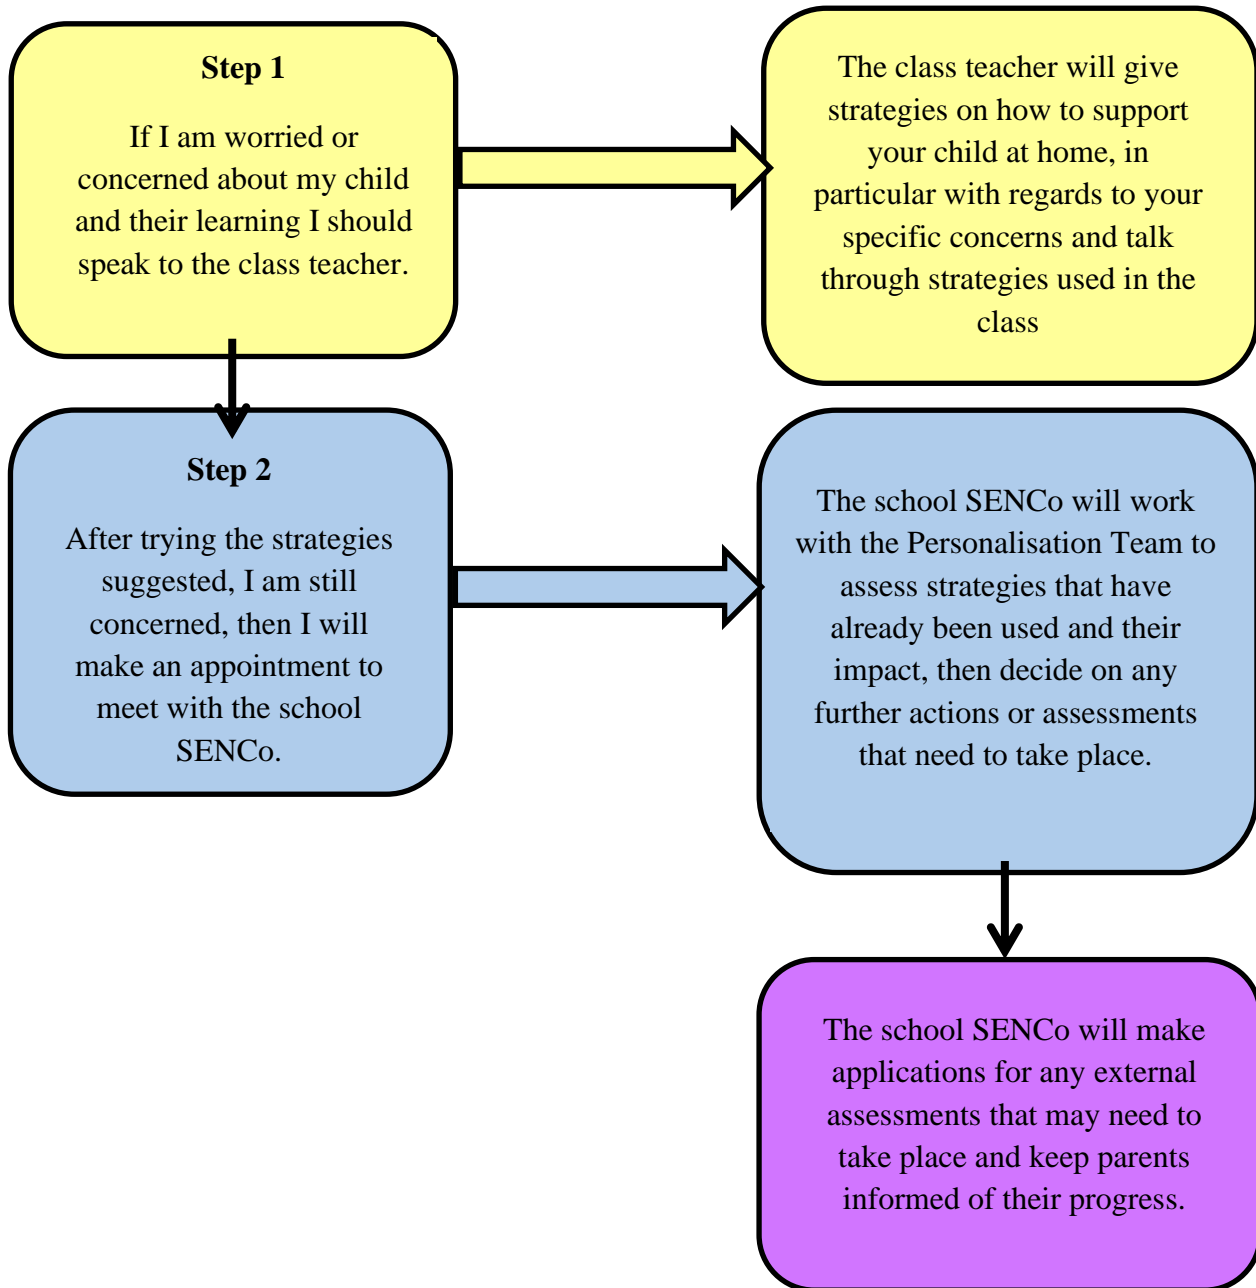 Step 1
If I am worried or
concerned about my child
and their learning I should
speak to the class teacher.
The class teacher will give
strategies on how to support
your child at home, in
particular with regards to your
specific concerns and talk
through strategies used in the
class
Step 2
After trying the strategies
suggested, I am still
concerned, then I will
make an appointment to
meet with the school
SENCo.
The school SENCo will work
with the Personalisation Team to
assess strategies that have
already been used and their
impact, then decide on any
further actions or assessments
that need to take place.
The school SENCo will make
applications for any external
assessments that may need to
take place and keep parents
informed of their progress.